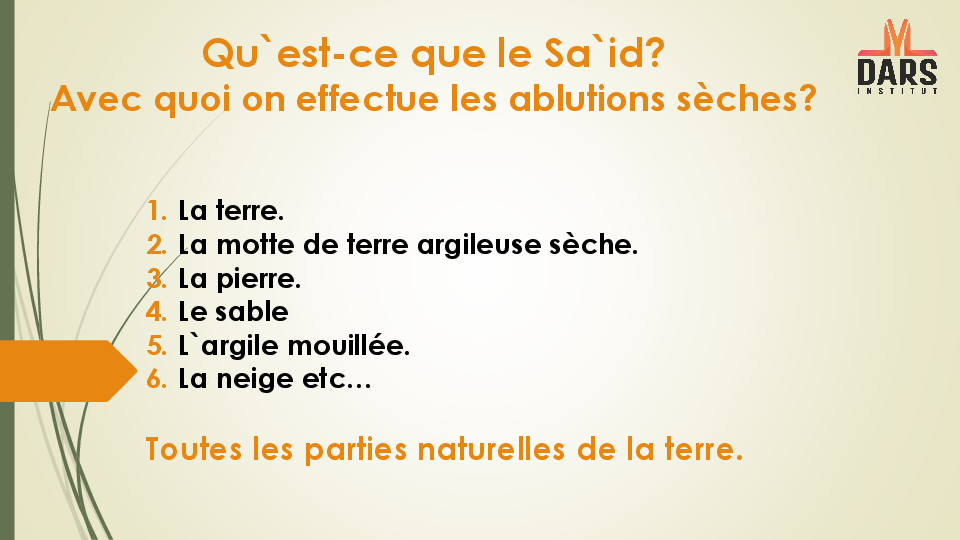 Qu`est-ce que le Sa`id?
Avec quoi on effectue les ablutions sèches?
DARS
INSTITUT
1. La terre.
2. La motte de terre argileuse sèche.
3. La pierre.
4. Le sable
5. L`argile mouillée.
6. La neige etc…
Toutes les parties naturelles de la terre.